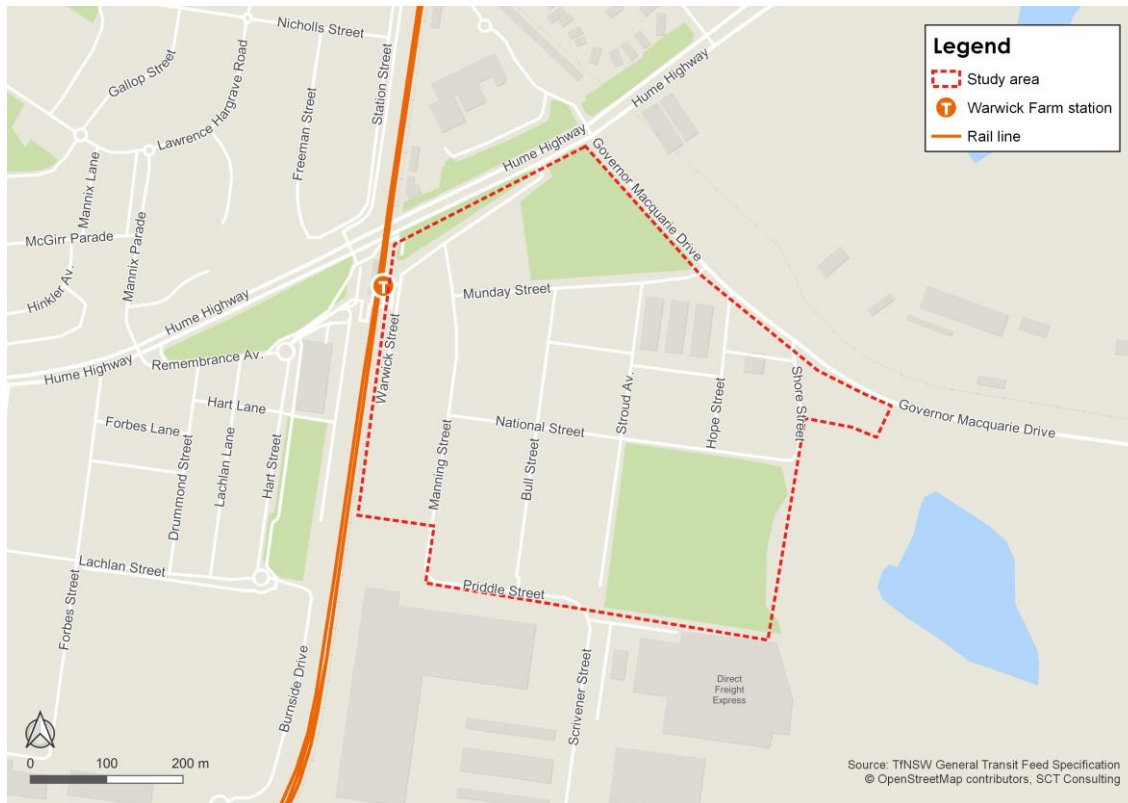 Nicholls Street
Gallop Street
Lawrence Hargrave Road
Freeman Street
Station Street
Mannix Lane
McGirr Parade
Mannix Parade
Hinkler Av.
Hume Highway
Hume Highway
Hume Highway
Hume Highway
Governor Macquarie Drive
Governor Macquarie Drive
T
Munday Street
Remembrance Av.
Warwick Street
Hart Lane
Forbes Lane
Drummond Street
Lachlan Lane
Hart Street
Manning Street
National Street
Bull Street
Stroud Av.
Hope Street
Shore Street
Lachlan Street
Forbes Street
Priddle Street
Burnside Drive
Scrivener Street
Direct
Freight
Express
Legend
Study area
T
Warwick Farm station
Rail line
0
100
200 m
Source: TfNSW General Transit Feed Specification
© OpenStreetMap contributors, SCT Consulting